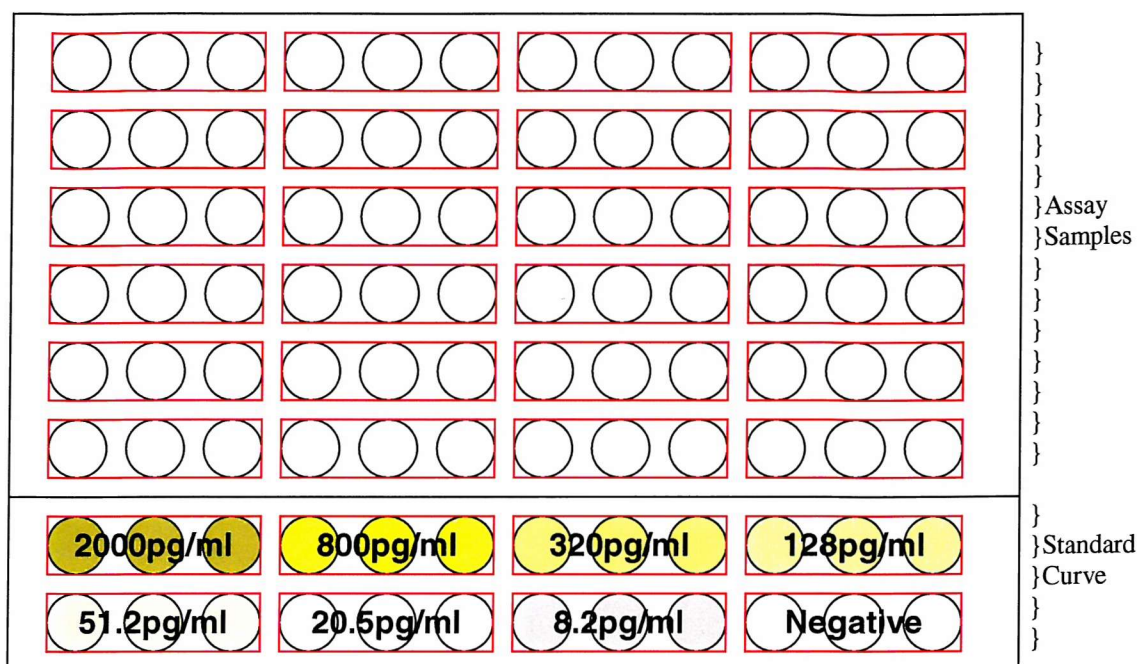 }
}
}
}
}
}Assay
}Samples
}
}
}
}
}
}
}
2000pg/ml 800pg/ml 320pg/ml 128pg/ml
}
}Standard
}Curve
51.2pg/ml 20.5pg/ml 8.2pg/ml Negative
}
}